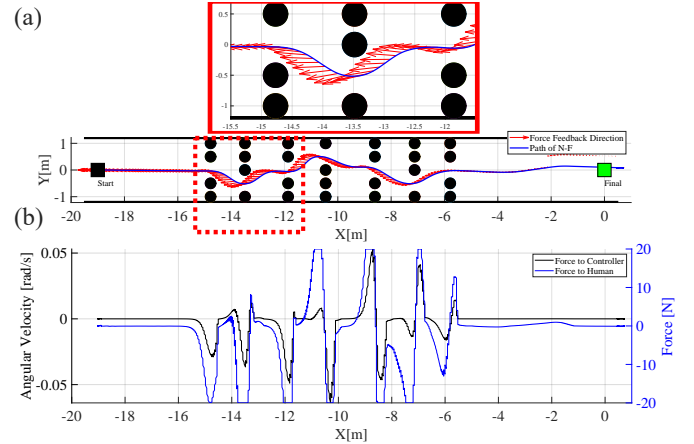 (a)
0.5
0
-0.5
-1
-15.5 -15 -14.5 -14 -13.5 -13 -12.5 -12
Y[m]
1
0
-1
Force Feedback Direction
Path of N-F
Start
Final
-20 -18 -16 -14 -12 -10 -8 -6 -4 -2 0
X[m]
(b)
Angular Velocity [rad/s]
0.05
0
-0.05
Force to Controller
Force to Human
20
10
0
-10
-20
Force [N]
-20 -18 -16 -14 -12 -10 -8 -6 -4 -2 0
X[m]